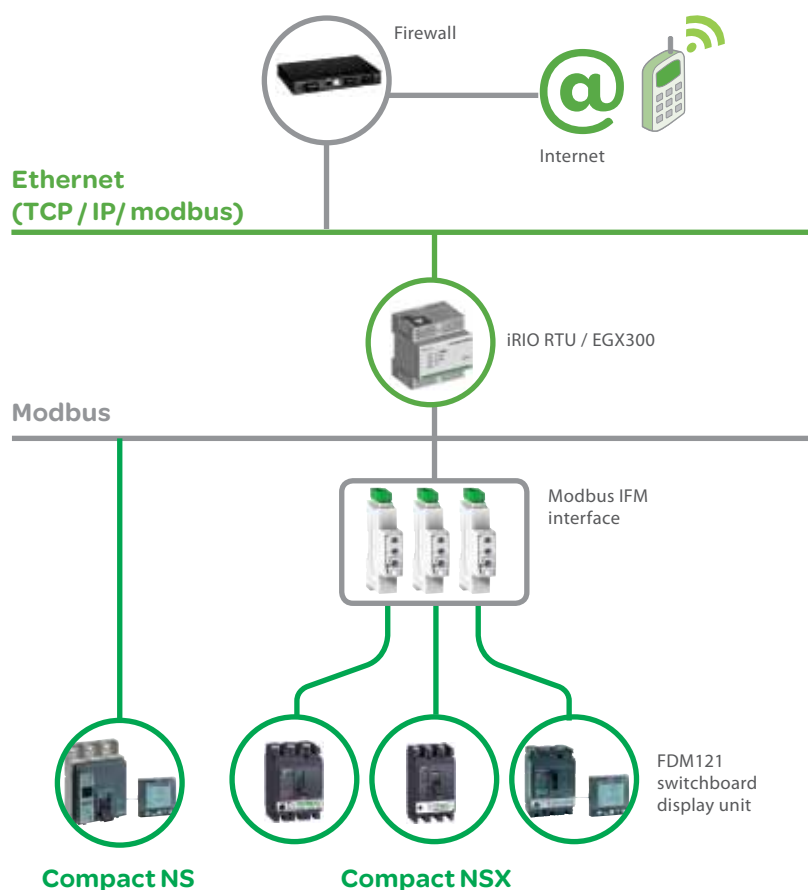 Firewall
Internet
Ethernet
(TCP / IP/ modbus)
iRIO RTU / EGX300
Modbus
Modbus IFM
interface
FDM121
switchboard
display unit
Compact NS
Compact NSX